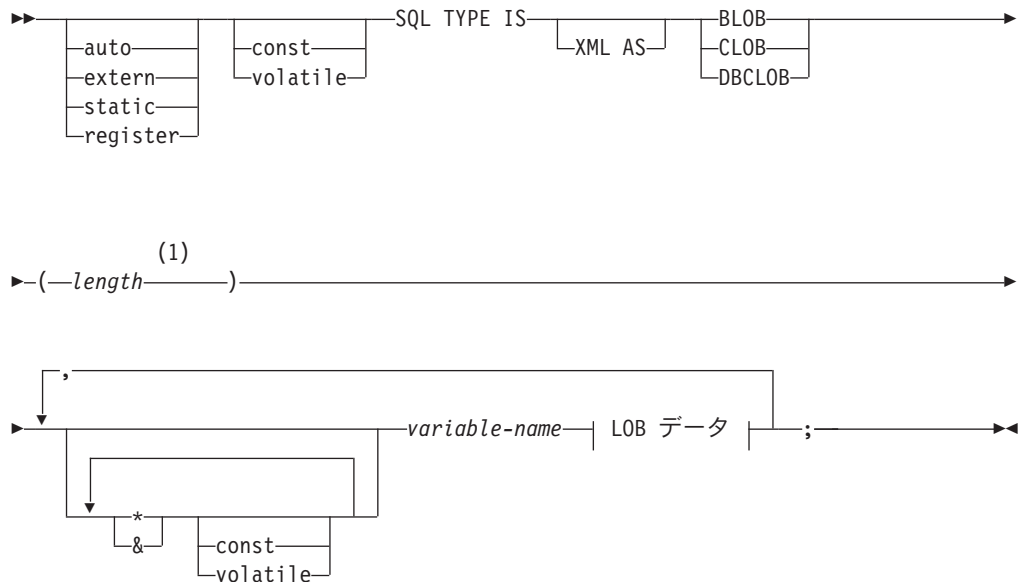 SQL TYPE IS
BLOB
auto
const
XML AS
CLOB
extern
volatile
DBCLOB
static
register
(1)
( length )
,
variable-name LOB データ ;
*
&
const
volatile